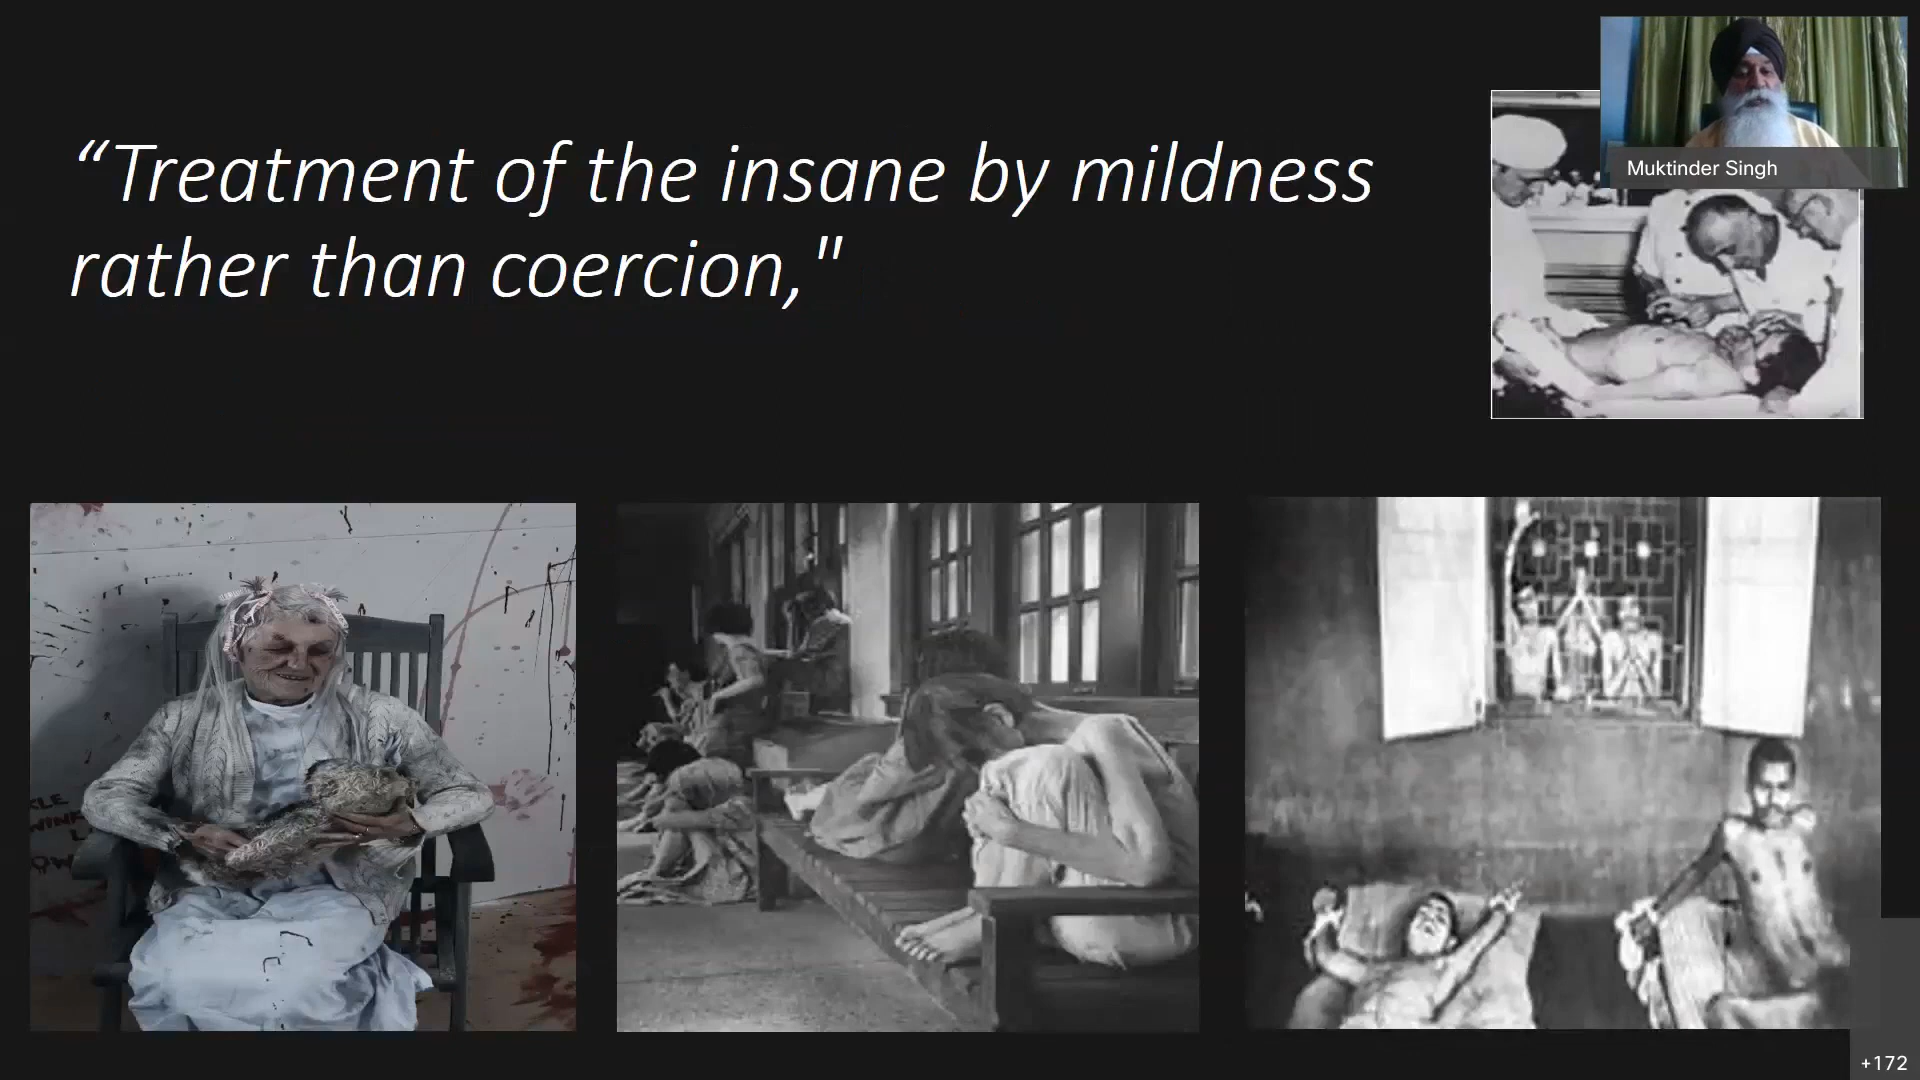 “Treatment of the insane by mildness
rather than coercion,"
Muktinder Singh
+172